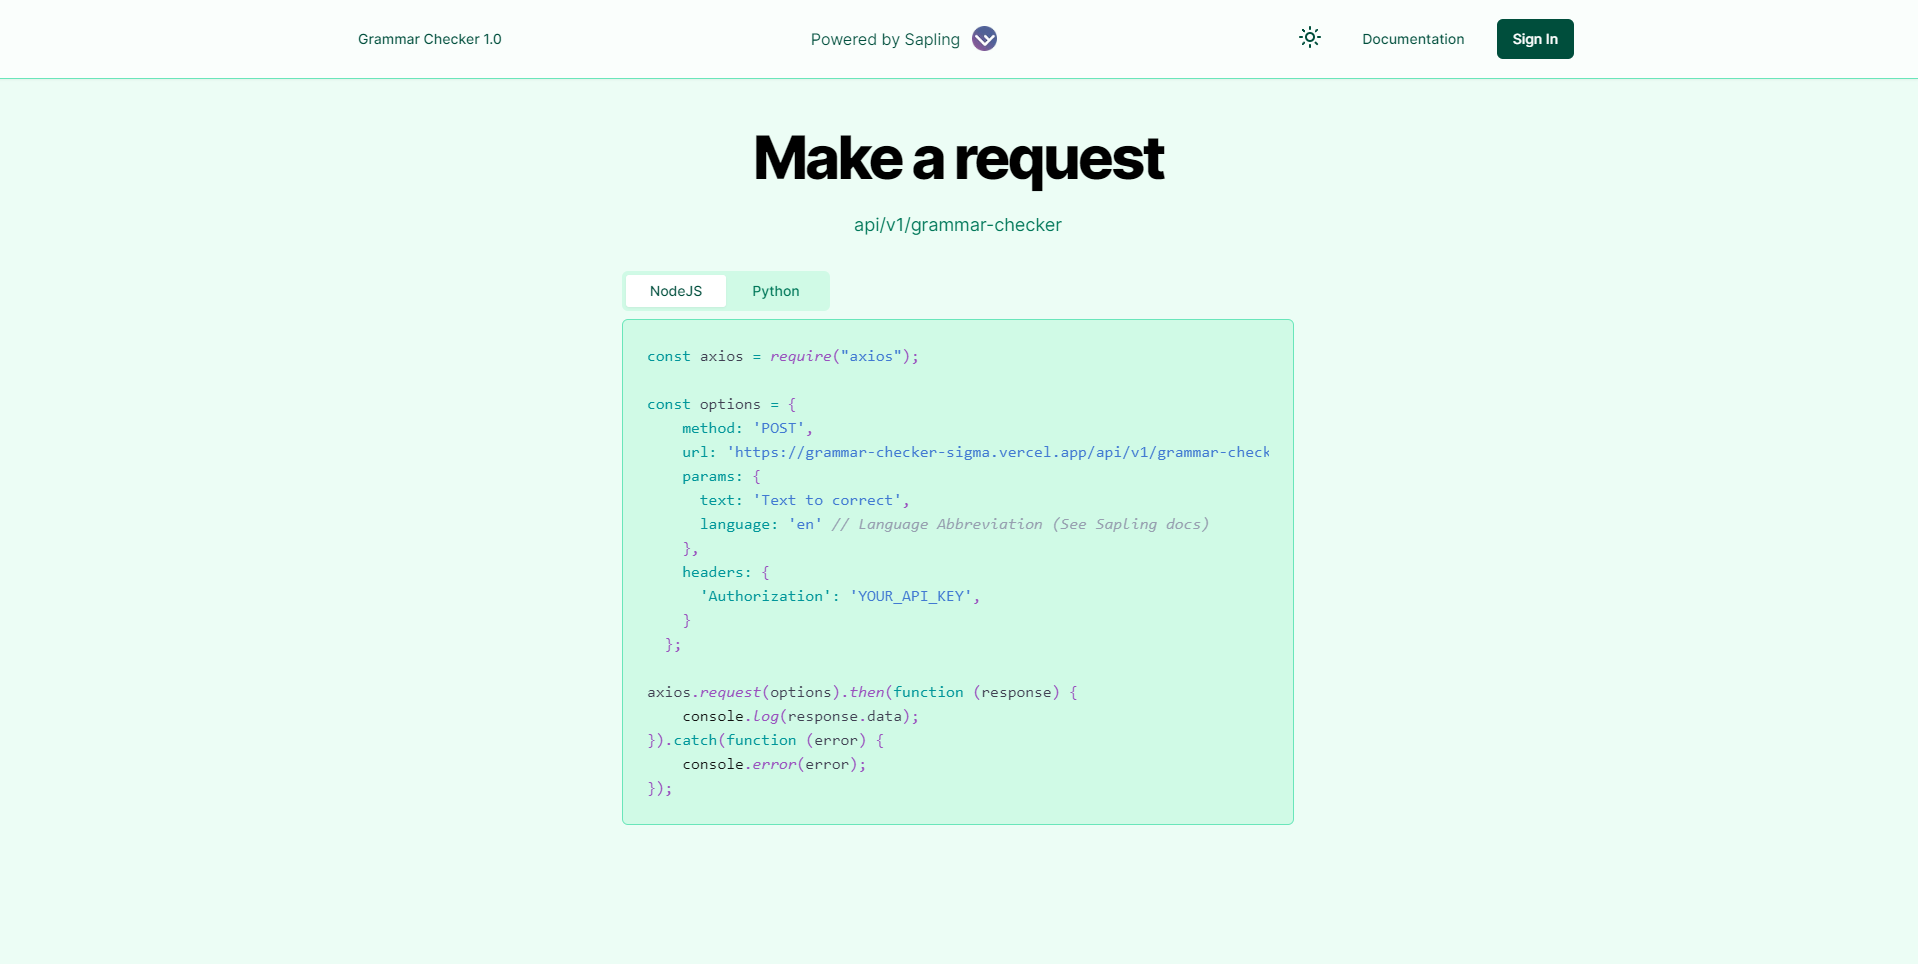 Grammar Checker 1.0
Powered by Sapling
Documentation
Sign In
Make a request
api/v1/grammar-checker
NodeJS
Python
const axios = require("axios");
const options = {
method: 'POST',
url: 'https://grammar-checker-sigma.vercel.app/api/v1/grammar-check
params: {
text: 'Text to correct',
language: 'en' // Language Abbreviation (See Sapling docs)
},
headers: {
'Authorization': 'YOUR_API_KEY',
}
};
axios.request(options).then(function (response) {
console.log(response.data);
}).catch(function (error) {
console.error(error);
});